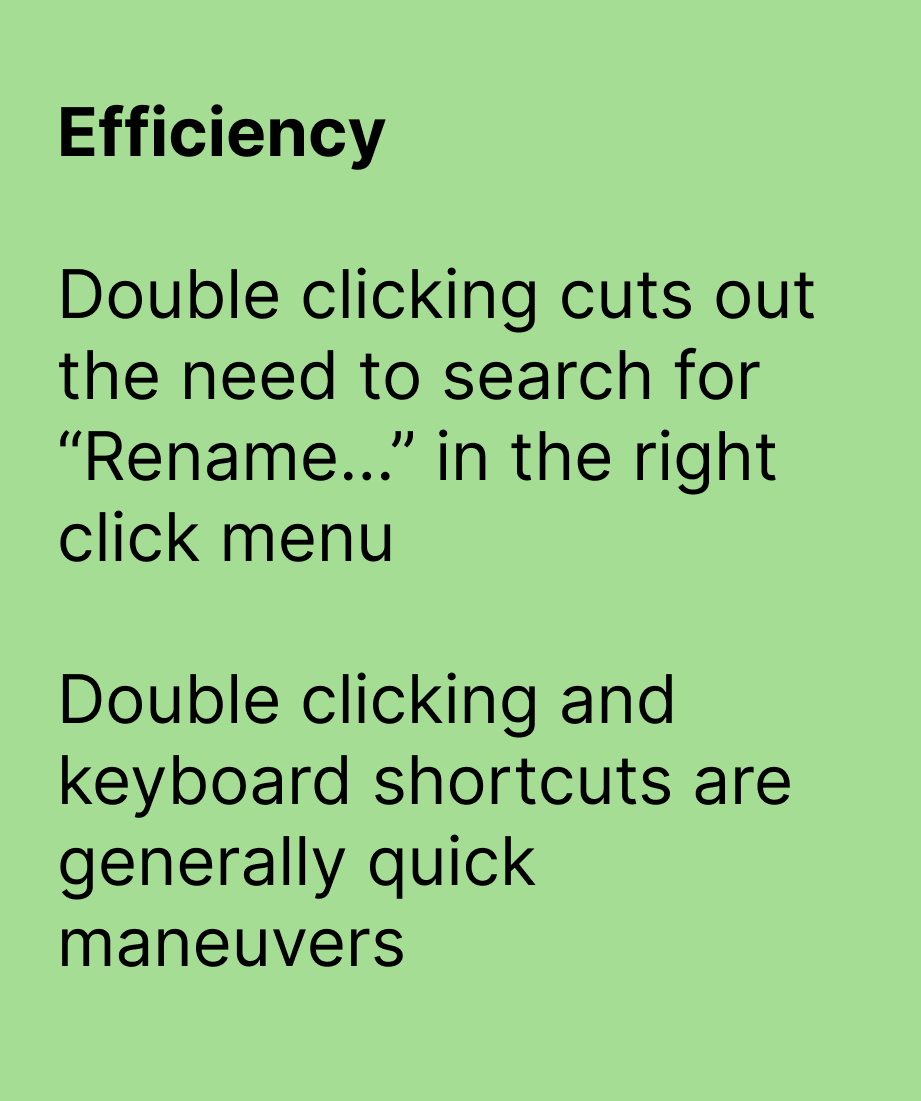 Efficiency
Double clicking cuts out
the need to search for
“Rename...” in the right
click menu
Double clicking and
keyboard shortcuts are
generally quick
maneuvers